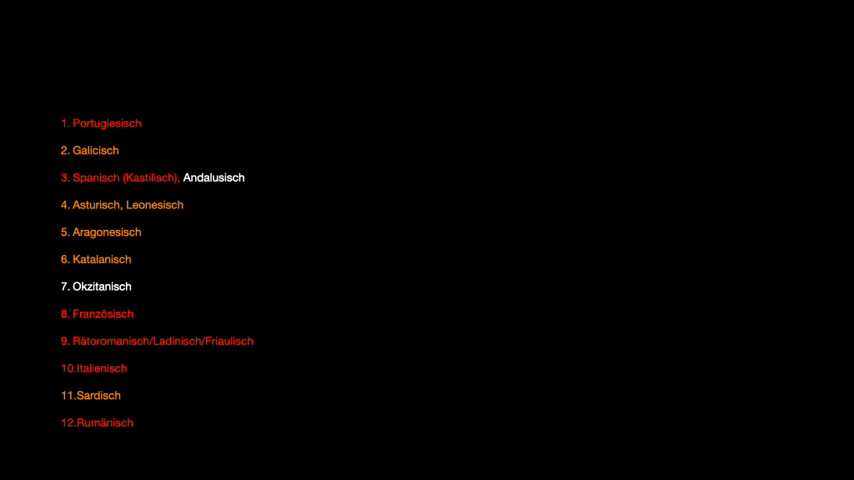 1. Portugiesisch
2. Galicisch
3. Spanisch (Kastilisch), Andalusisch
4. Asturisch, Leonesisch
5. Aragonesisch
6. Katalanisch
7. Okzitanisch
8. Französisch
9. Rätoromanisch/Ladinisch/Friaulisch
10.Italienisch
11.Sardisch
12.Rumänisch